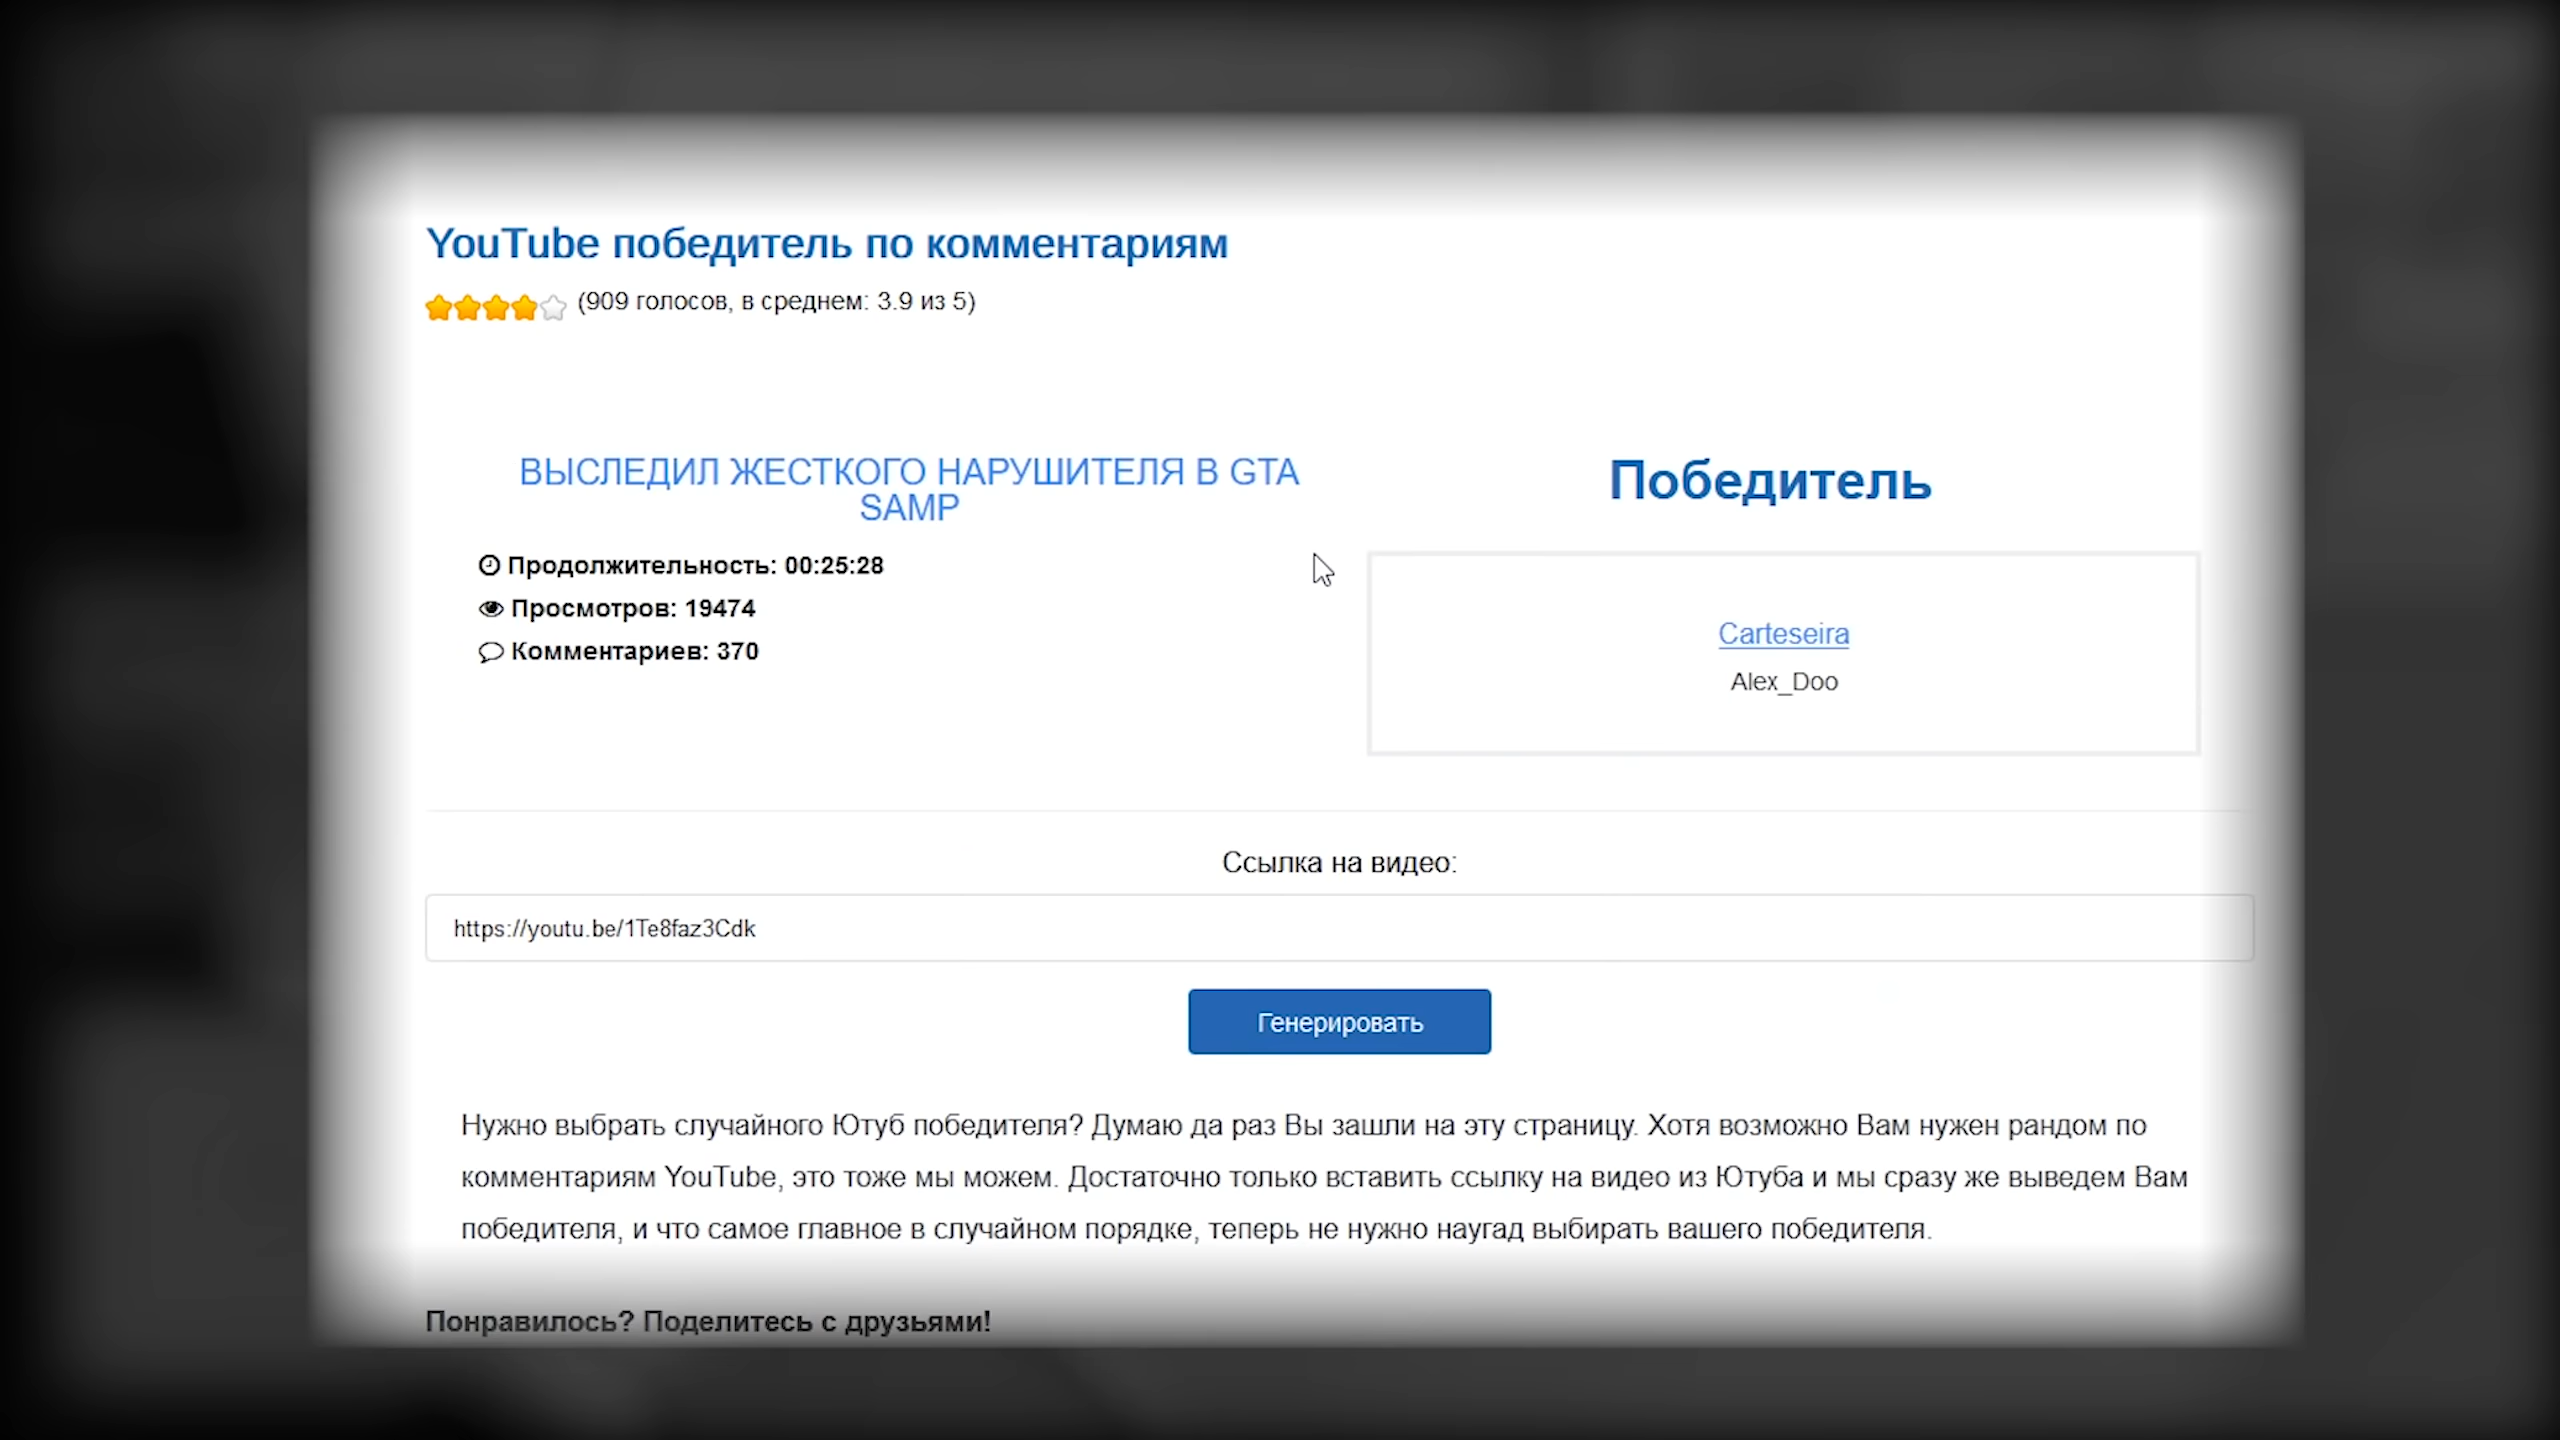 YouTube победитель по комментариям
(909 голосов, в среднем: 3.9 из 5)
ВЫСЛЕДИЛ ЖЕСТКОГО НАРУШИТЕЛЯ В GTA
SAMP
Продолжительность: 00:25:28
Просмотров: 19474
Комментариев: 370
Победитель
Carteseira
Alex_Doo
Ссылка на видео:
https://youtu.be/1Te8faz3Cdk
Генерировать
Нужно выбрать случайного Ютуб победителя? Думаю да раз Вы зашли на эту страницу. Хотя возможно Вам нужен рандом по
комментариям YouTube, это тоже мы можем. Достаточно только вставить ссылку на видео из Ютуба и мы сразу же выведем Вам
победителя, и что самое главное в случайном порядке, теперь не нужно наугад выбирать вашего победителя.
Понравилось? Поделитесь с друзьями!